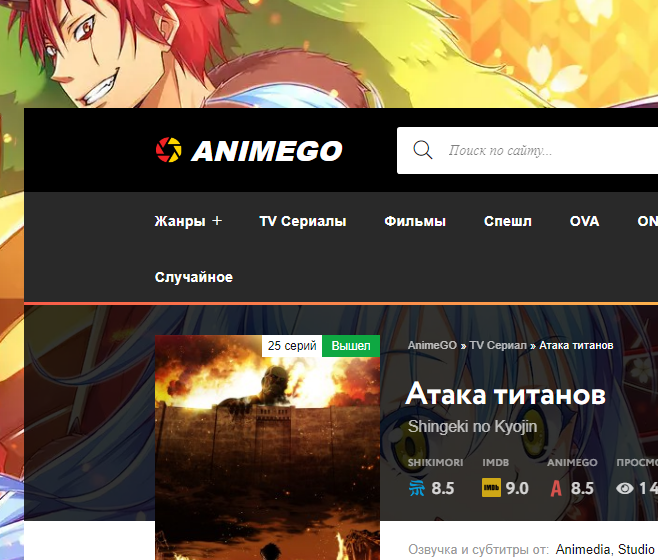 ANIMEGO
Поиск по сайту...
Жанры + TV Сериалы Фильмы Спешл OVA ON
Случайное
25 серий Вышел
AnimeGO » TV Сериал » Атака титанов
Атака титанов
Shingeki no Kyojin
SHIKIMORI IMDB ANIMEGO ПРОСМО
8.5 IMDb 9.0 A 8.5 14
Озвучка и субтитры от: Animedia, Studio